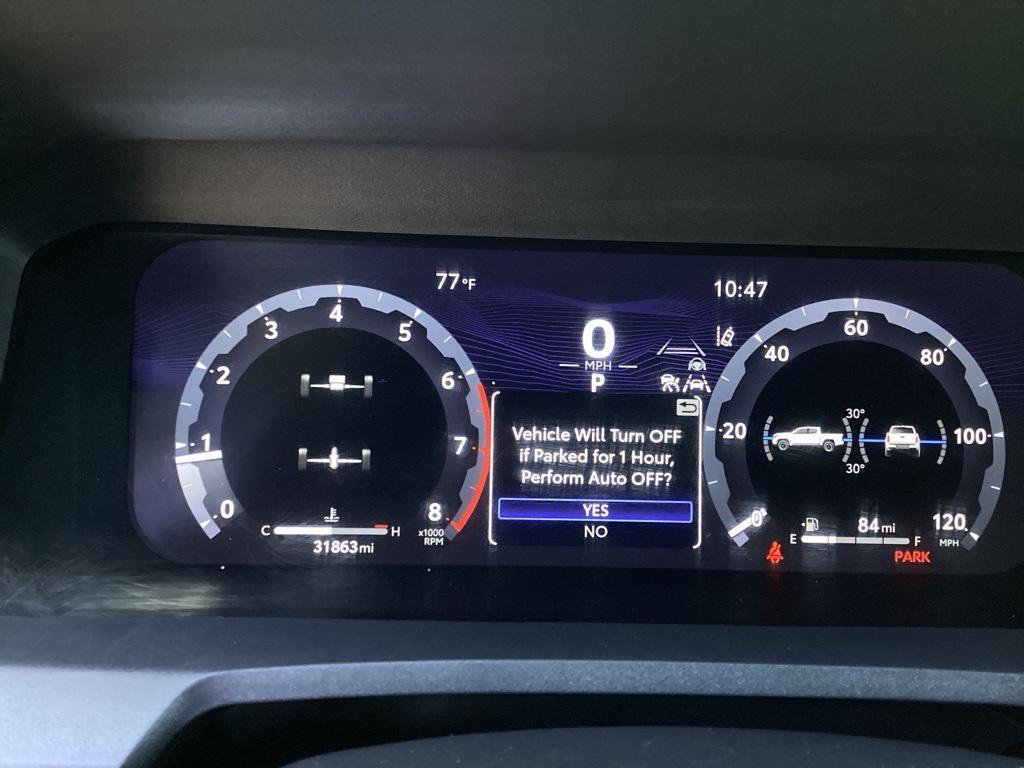 77°F
10:47
0
MPH
P
0
1
2
3
4
5
6
7
8
x1000
RPM
C
H
31863mi
Vehicle Will Turn OFF
if Parked for 1 Hour,
Perform Auto OFF?
YES
NO
0
20
40
60
80
100
120
MPH
30°
30°
84mi
E
F
PARK